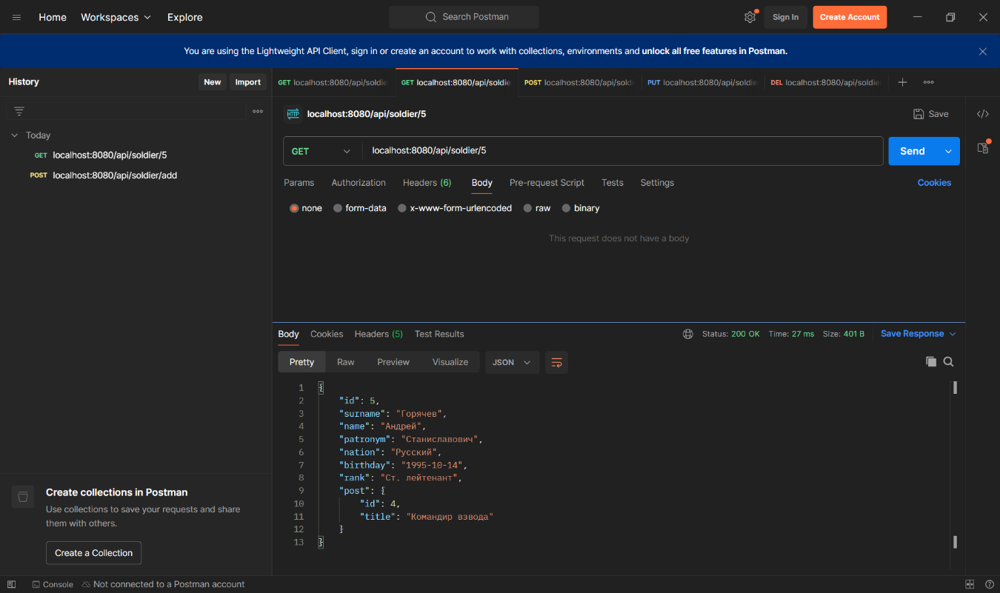 Home Workspaces Explore Search Postman Sign In Create Account
You are using the Lightweight API Client, sign in or create an account to work with collections, environments and unlock all free features in Postman.
History New Import
GET localhost:8080/api/soldie GET localhost:8080/api/soldie POST localhost:8080/api/sold PUT localhost:8080/api/soldie DEL localhost:8080/api/soldie
HTTP localhost:8080/api/soldier/5 Save
Today
GET localhost:8080/api/soldier/5
POST localhost:8080/api/soldier/add
GET localhost:8080/api/soldier/5 Send
Params Authorization Headers (6) Body Pre-request Script Tests Settings Cookies
none form-data x-www-form-urlencoded raw binary
This request does not have a body
Body Cookies Headers (5) Test Results Status: 200 OK Time: 27 ms Size: 401 B Save Response
Pretty Raw Preview Visualize JSON
1 {
2 "id": 5,
3 "surname": "Горячев",
4 "name": "Андрей",
5 "patronym": "Станиславович",
6 "nation": "Русский",
7 "birthday": "1995-10-14",
8 "rank": "Ст. лейтенант",
9 "post": {
10 "id": 4,
11 "title": "Командир взвода"
12 }
13 }
Create collections in Postman
Use collections to save your requests and share
them with others.
Create a Collection
Console Not connected to a Postman account